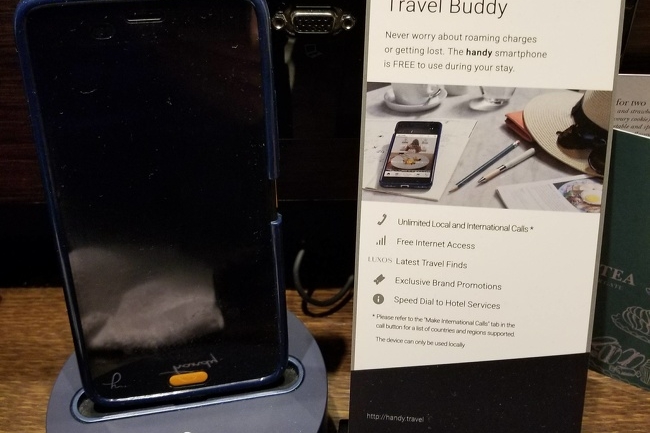 Travel Buddy
Never worry about roaming charges
or getting lost. The handy smartphone
is FREE to use during your stay.
Unlimited Local and International Calls *
Free Internet Access
LUXOS Latest Travel Finds
Exclusive Brand Promotions
Speed Dial to Hotel Services
* Please refer to the "Make International Calls" tab in the
call button for a list of countries and regions supported.
The device can only be used locally
http://handy.travel
for two
TEA
handy
h